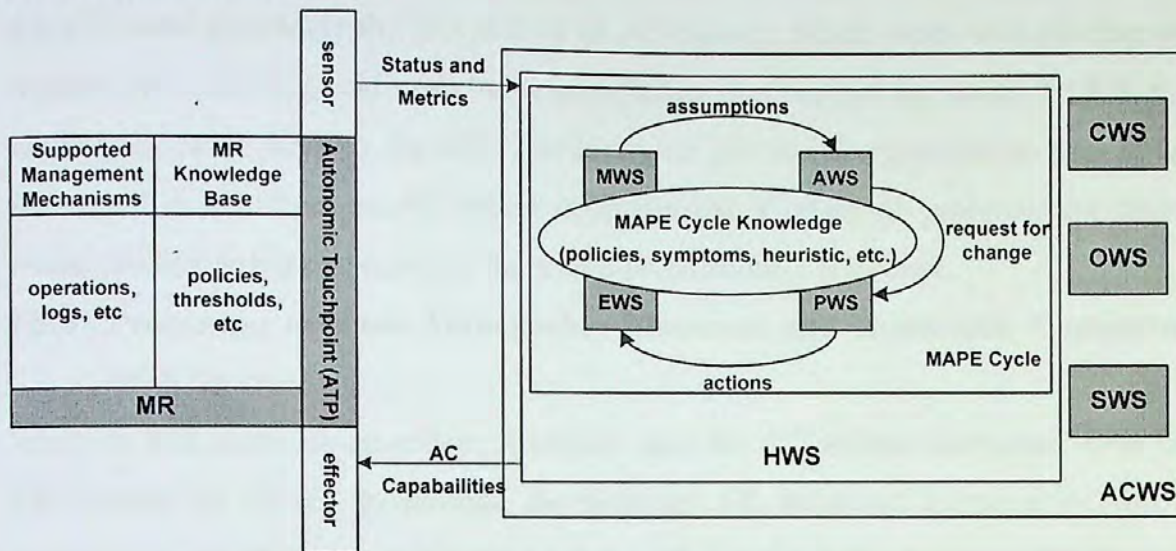 sensor
Autonomic Touchpoint (ATP)
effector
Supported
Management
Mechanisms
MR
Knowledge
Base
operations,
logs, etc
policies,
thresholds,
etc
MR
Status and
Metrics
AC
Capabailities
assumptions
MWS
AWS
MAPE Cycle Knowledge
(policies, symptoms, heuristic, etc.)
request for
change
EWS
PWS
MAPE Cycle
actions
HWS
CWS
OWS
SWS
ACWS